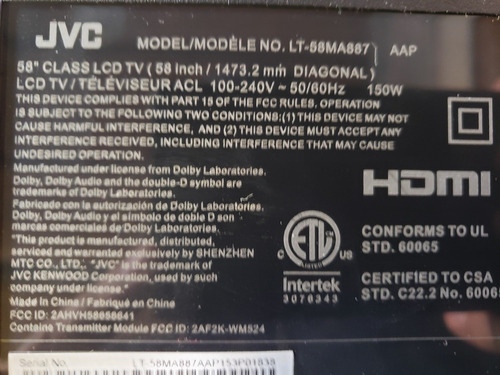 JVC
MODEL/MODÈLE NO. LT-58MA887 AAP
58" CLASS LCD TV ( 58 inch / 1473.2 mm DIAGONAL )
LCD TV / TÉLÉVISEUR ACL 100-240V ~ 50/60Hz 150W
THIS DEVICE COMPLIES WITH PART 15 OF THE FCC RULES. OPERATION
IS SUBJECT TO THE FOLLOWING TWO CONDITIONS:(1) THIS DEVICE MAY NOT
CAUSE HARMFUL INTERFERENCE, AND (2) THIS DEVICE MUST ACCEPT ANY
INTERFERENCE RECEIVED, INCLUDING INTERFERENCE THAT MAY CAUSE
UNDESIRED OPERATION.
Manufactured under license from Dolby Laboratories.
Dolby, Dolby Audio and the double-D symbol are
trademarks of Dolby Laboratories.
Fabricado con la autorización de Dolby Laboratories.
Dolby, Dolby Audio y el símbolo de doble D son
marcas comerciales de Dolby Laboratories.
"This product is manufactured, distributed,
serviced and warranted exclusively by SHENZHEN
MTC CO., LTD., "JVC" is the trademark of
JVC KENWOOD Corporation, used by such
company under license."
Made in China / Fabriqué en China
FCC ID: 2AHVH58658641
Contains Transmitter Module FCC ID: 2AF2K-WM524
HDMI
C ETL US
LISTED
Intertek
3078343
CONFORMS TO UL
STD. 60065
CERTIFIED TO CSA
STD. C22.2 No. 6006
Serial No. LT-58MA887AAP153P01838